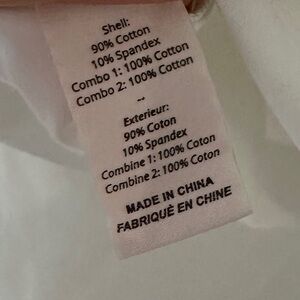 Shell:
90% Cotton
10% Spandex
Combo 1: 100% Cotton
Combo 2: 100% Cotton
--
Exterieur:
90% Coton
10% Spandex
Combine 1: 100% Coton
Combine 2: 100% Coton
MADE IN CHINA
FABRIQUÉ EN CHINE